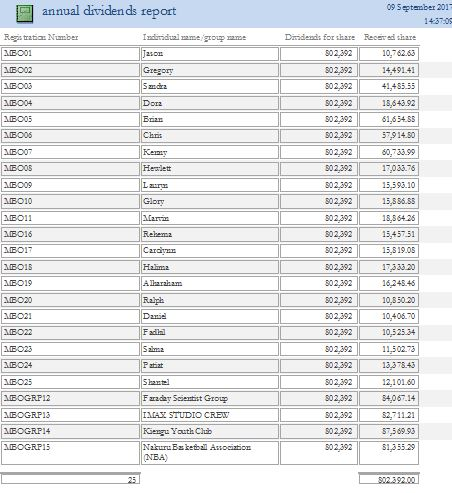 annual dividends report
09 September 2017
14:37:09
Registration Number Individual name/group name Dividends for share Received share
MBO01 Jason 802,392 10,762.63
MBO02 Gregory 802,392 14,491.41
MBO03 Sandra 802,392 41,485.55
MBO04 Dora 802,392 18,643.92
MBO05 Brian 802,392 61,654.88
MBO06 Chris 802,392 57,914.80
MBO07 Kenny 802,392 60,733.99
MBO08 Hewlett 802,392 17,033.76
MBO09 Lauryn 802,392 15,593.10
MBO10 Glory 802,392 15,886.88
MBO11 Marvin 802,392 18,864.26
MBO16 Rehema 802,392 15,457.51
MBO17 Carolynn 802,392 15,819.08
MBO18 Halima 802,392 17,333.20
MBO19 Alharaham 802,392 16,248.46
MBO20 Ralph 802,392 10,850.20
MBO21 Daniel 802,392 10,406.70
MBO22 Fadhil 802,392 10,525.34
MBO23 Salma 802,392 11,502.73
MBO24 Patiat 802,392 13,378.43
MBO25 Shantel 802,392 12,101.60
MBOGRP12 Faraday Scientist Group 802,392 84,067.14
MBOGRP13 IMAX STUDIO CREW 802,392 82,711.21
MBOGRP14 Kiengu Youth Club 802,392 87,569.93
MBOGRP15 Nakuru Basketball Association 802,392 81,355.29
(NBA)
25 802,392.00